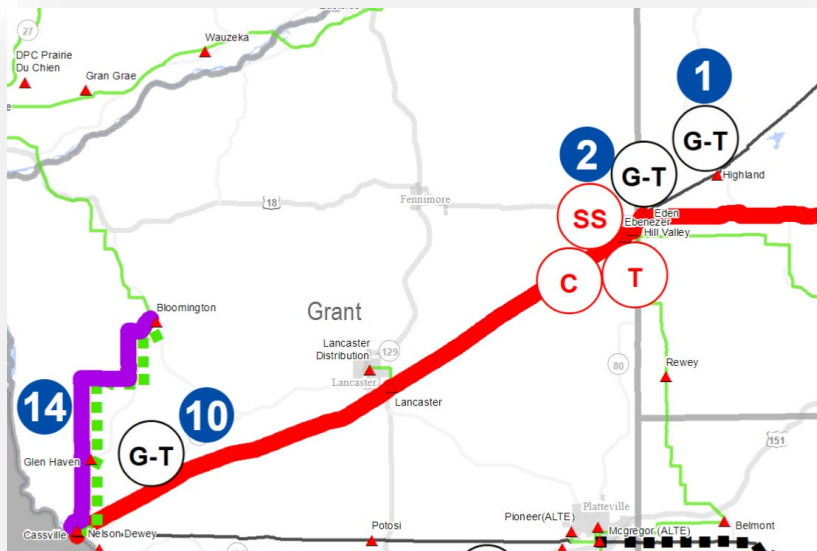 27
DPC Prairie
Du Chien
Wauzeka
Gran Grae
1
G-T
2
G-T
Highland
18
Fennimore
SS
Eden
Ebenezer
Hill Valley
C
T
Bloomington
Grant
Lancaster
Distribution
129
Lancaster
Lancaster
80
Rewey
14
10
G-T
151
Glen Haven
Platteville
Pioneer(ALTE)
Mcgregor (ALTE)
Belmont
Cassville
Nelson Dewey
Potosi